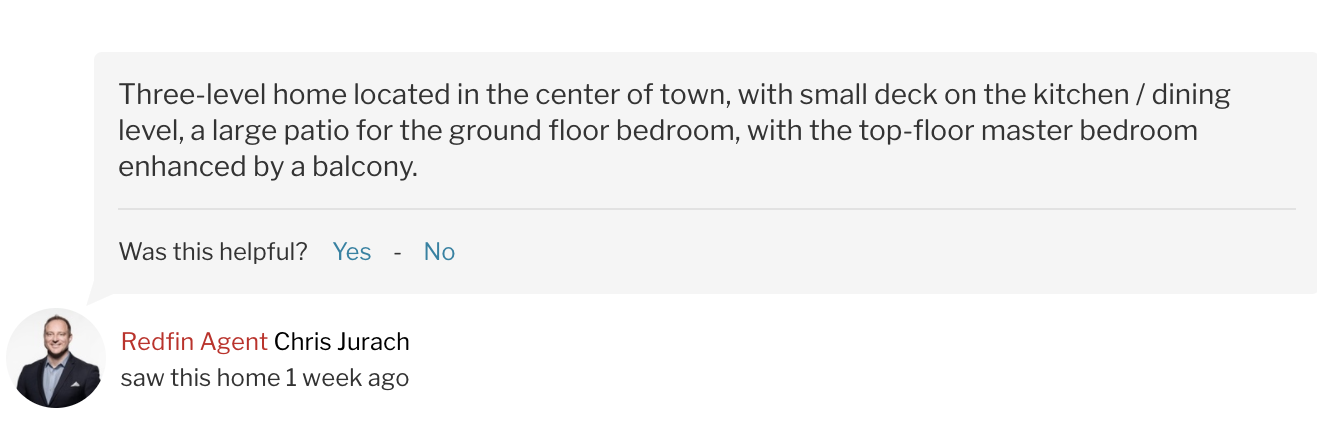 Three-level home located in the center of town, with small deck on the kitchen / dining
level, a large patio for the ground floor bedroom, with the top-floor master bedroom
enhanced by a balcony.
Was this helpful? Yes - No
Redfin Agent Chris Jurach
saw this home 1 week ago